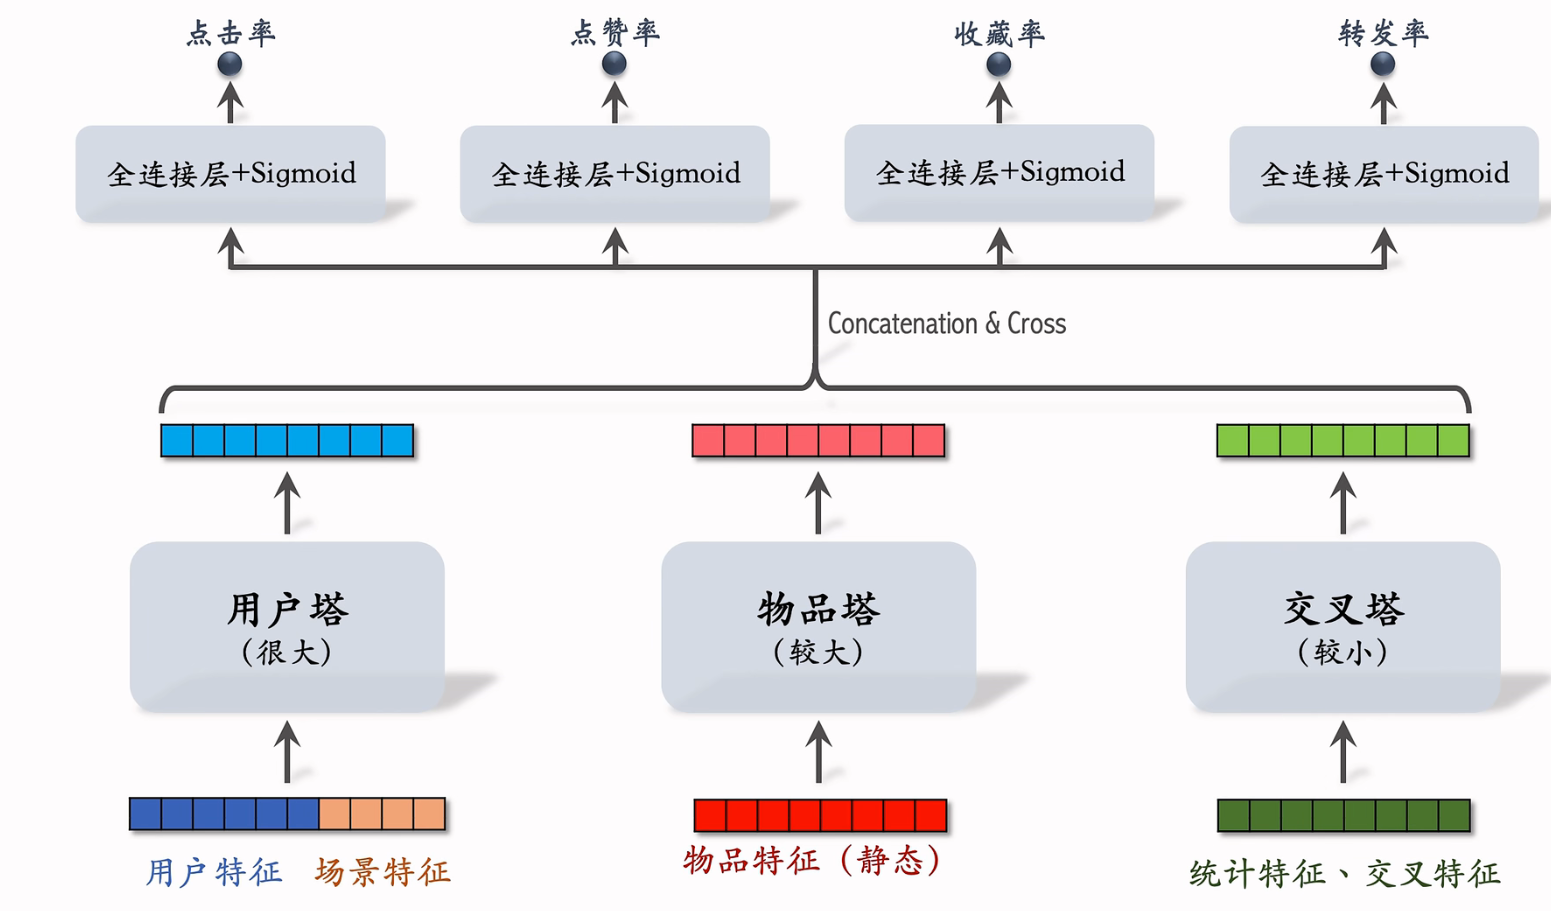 点击率
点赞率
收藏率
转发率
全连接层+Sigmoid
全连接层+Sigmoid
全连接层+Sigmoid
全连接层+Sigmoid
Concatenation & Cross
用户塔
(很大)
物品塔
(较大)
交叉塔
(较小)
用户特征
场景特征
物品特征（静态）
统计特征、交叉特征